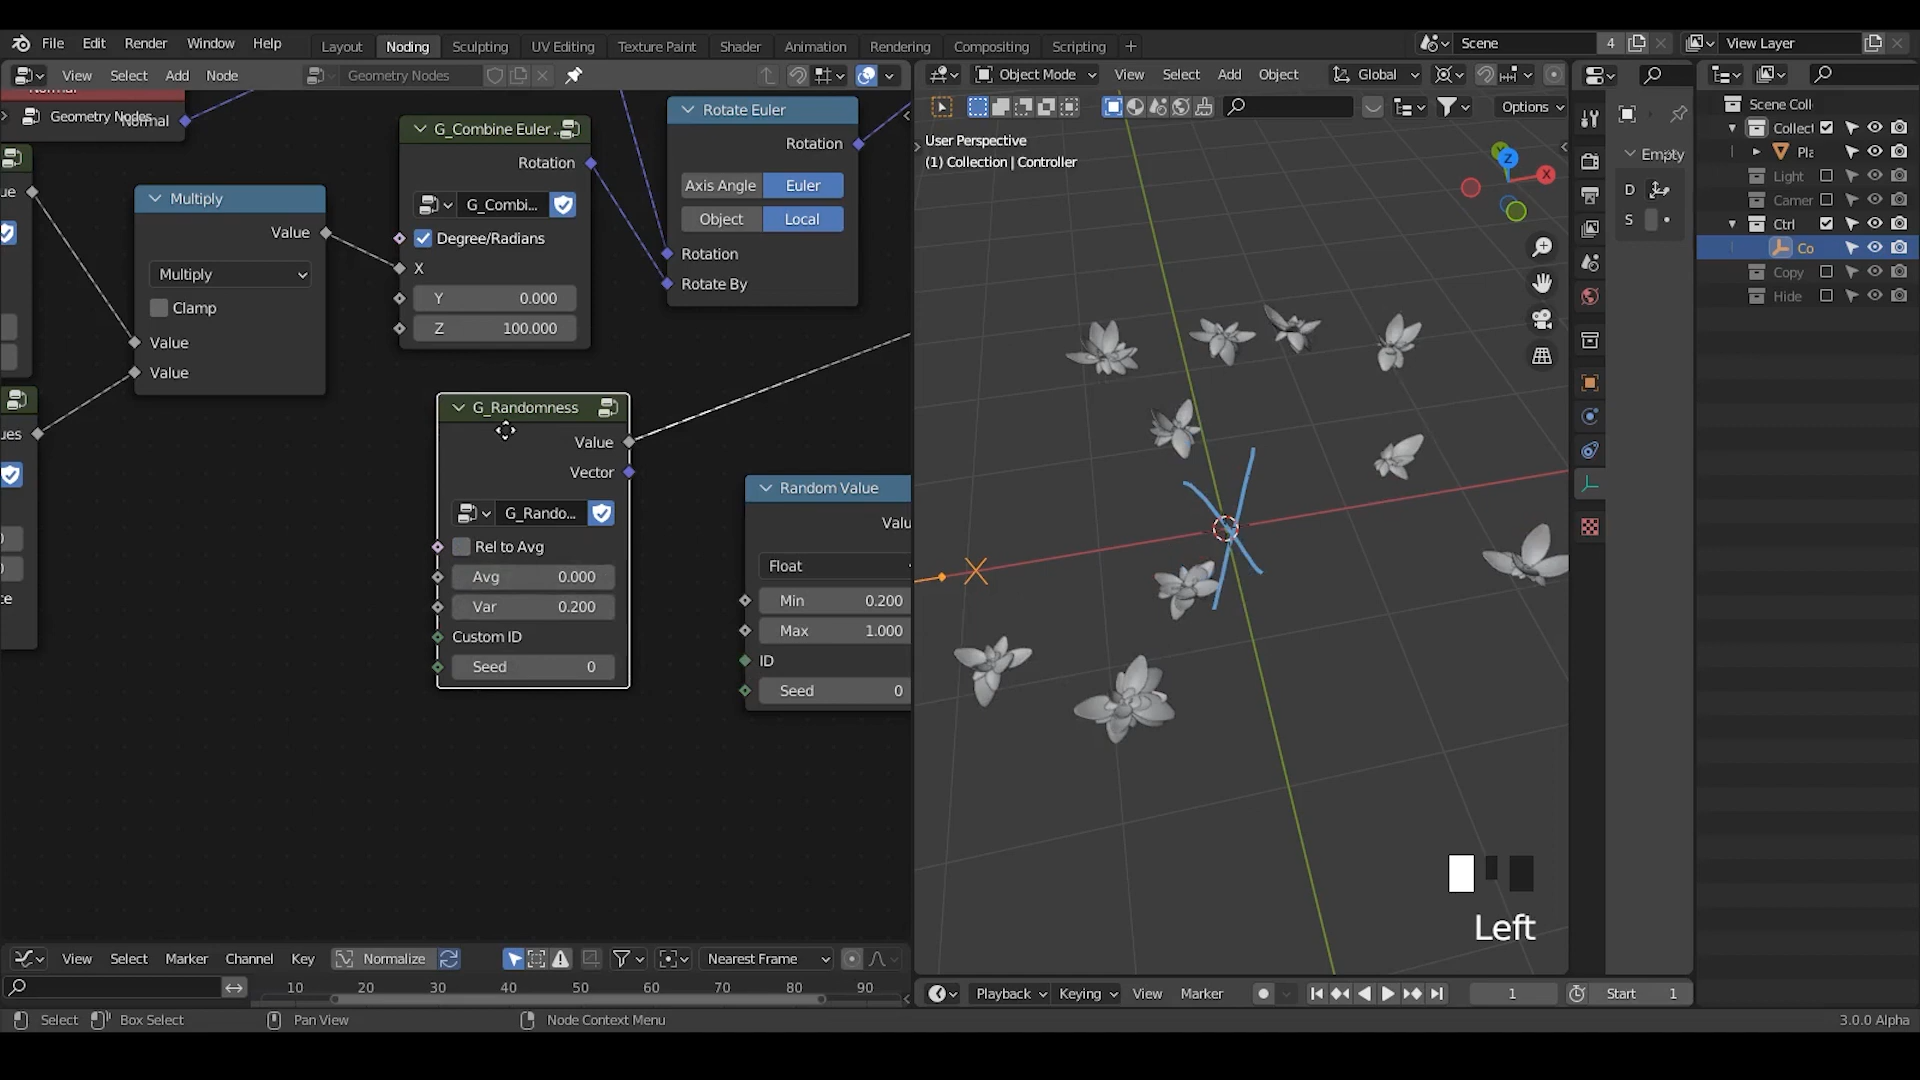 File Edit Render Window Help Layout Noding Sculpting UV Editing Texture Paint Shader Animation Rendering Compositing Scripting + Scene 4 View Layer
View Select Add Node Geometry Nodes
Object Mode View Select Add Object Global
Options
Geometry Nodes
Normal
G_Combine Euler ..
Rotation
G_Combi...
Degree/Radians
X
Y 0.000
Z 100.000
Rotate Euler
Rotation
Axis Angle Euler
Object Local
Rotation
Rotate By
Multiply
Value
Multiply
Clamp
Value
Value
G_Randomness
Value
Vector
G_Rando...
Rel to Avg
Avg 0.000
Var 0.200
Custom ID
Seed 0
Random Value
Valu
Float
Min 0.200
Max 1.000
ID
Seed 0
ues
User Perspective
(1) Collection | Controller
Z
X
Empty
D
S
Scene Coll
Collect
Pla
Light
Camer
Ctrl
Co
Copy
Hide
Left
View Select Marker Channel Key Normalize Nearest Frame
10 20 30 40 50 60 70 80 90
Playback Keying View Marker 1 Start 1
Select Box Select Pan View Node Context Menu 3.0.0 Alpha